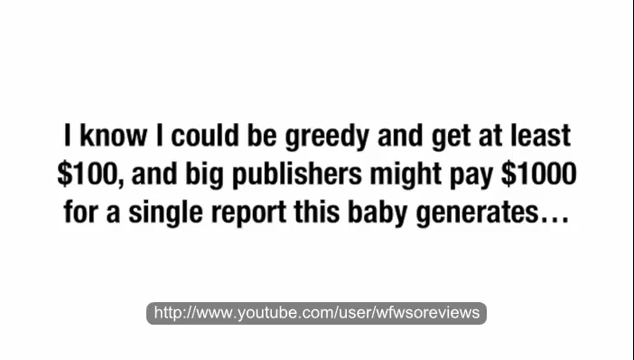 I know I could be greedy and get at least
$100, and big publishers might pay $1000
for a single report this baby generates...
http://www.youtube.com/user/wfwsoreviews